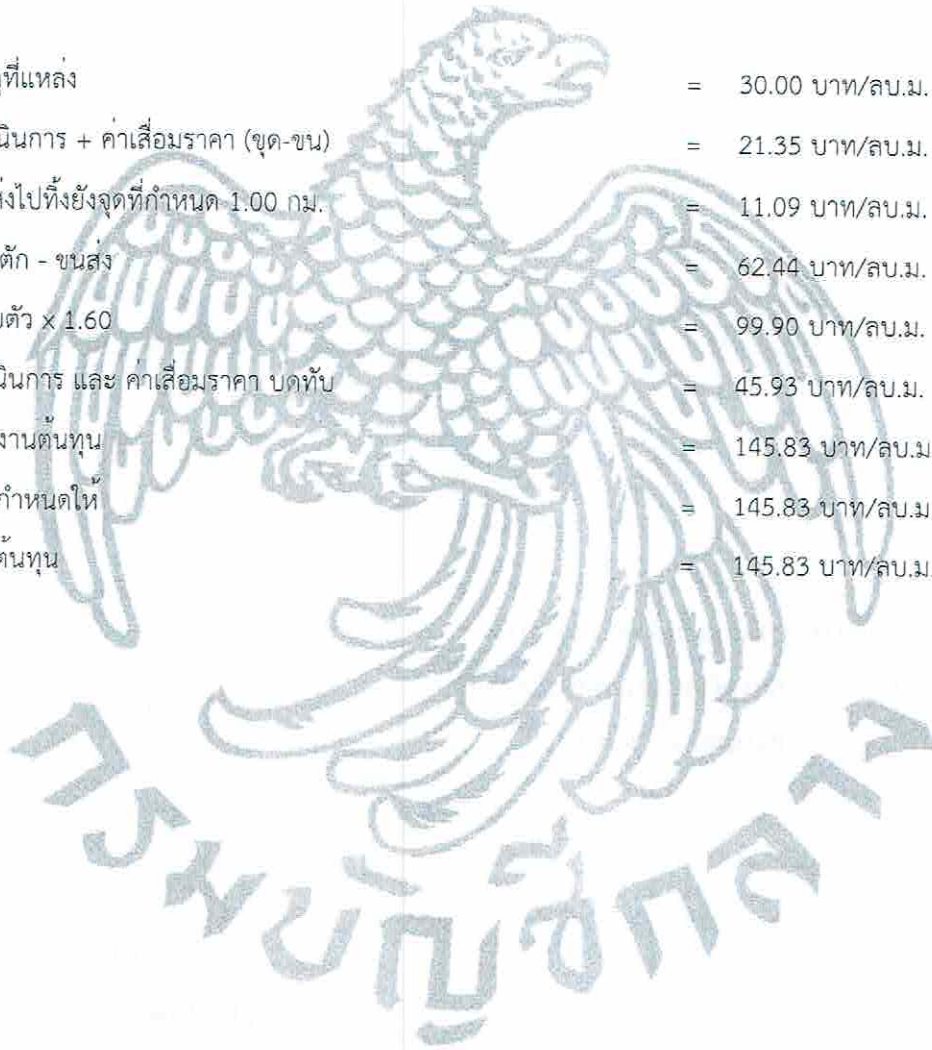 ที่แหล่ง = 30.00 บาท/ลบ.ม.
นินการ + ค่าเสื่อมราคา (ขุด-ขน) = 21.35 บาท/ลบ.ม.
ส่งไปทิ้งยังจุดที่กำหนด 1.00 กม. = 11.09 บาท/ลบ.ม.
ตัก - ขนส่ง = 62.44 บาท/ลบ.ม.
ตัว x 1.60 = 99.90 บาท/ลบ.ม.
นินการ และ ค่าเสื่อมราคา บดทับ = 45.93 บาท/ลบ.ม.
งานต้นทุน = 145.83 บาท/ลบ.ม
กำหนดให้ = 145.83 บาท/ลบ.ม
ต้นทุน = 145.83 บาท/ลบ.ม.
กรมบัญชีกลาง